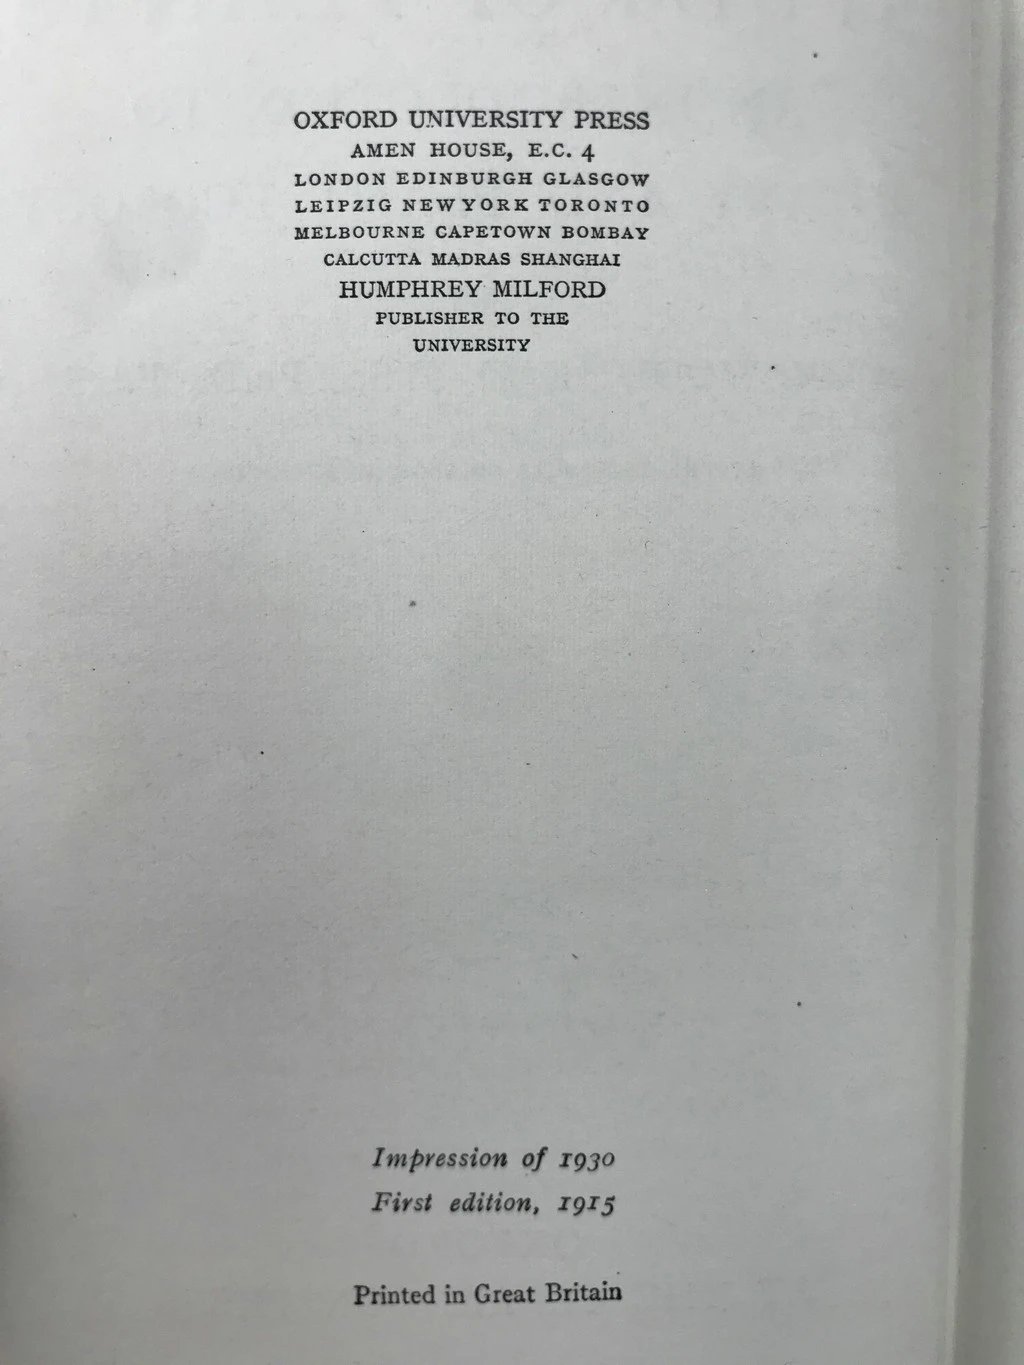 OXFORD UNIVERSITY PRESS
AMEN HOUSE, E.C. 4
LONDON EDINBURGH GLASGOW
LEIPZIG NEW YORK TORONTO
MELBOURNE CAPETOWN BOMBAY
CALCUTTA MADRAS SHANGHAI
HUMPHREY MILFORD
PUBLISHER TO THE
UNIVERSITY
Impression of 1930
First edition, 1915
Printed in Great Britain